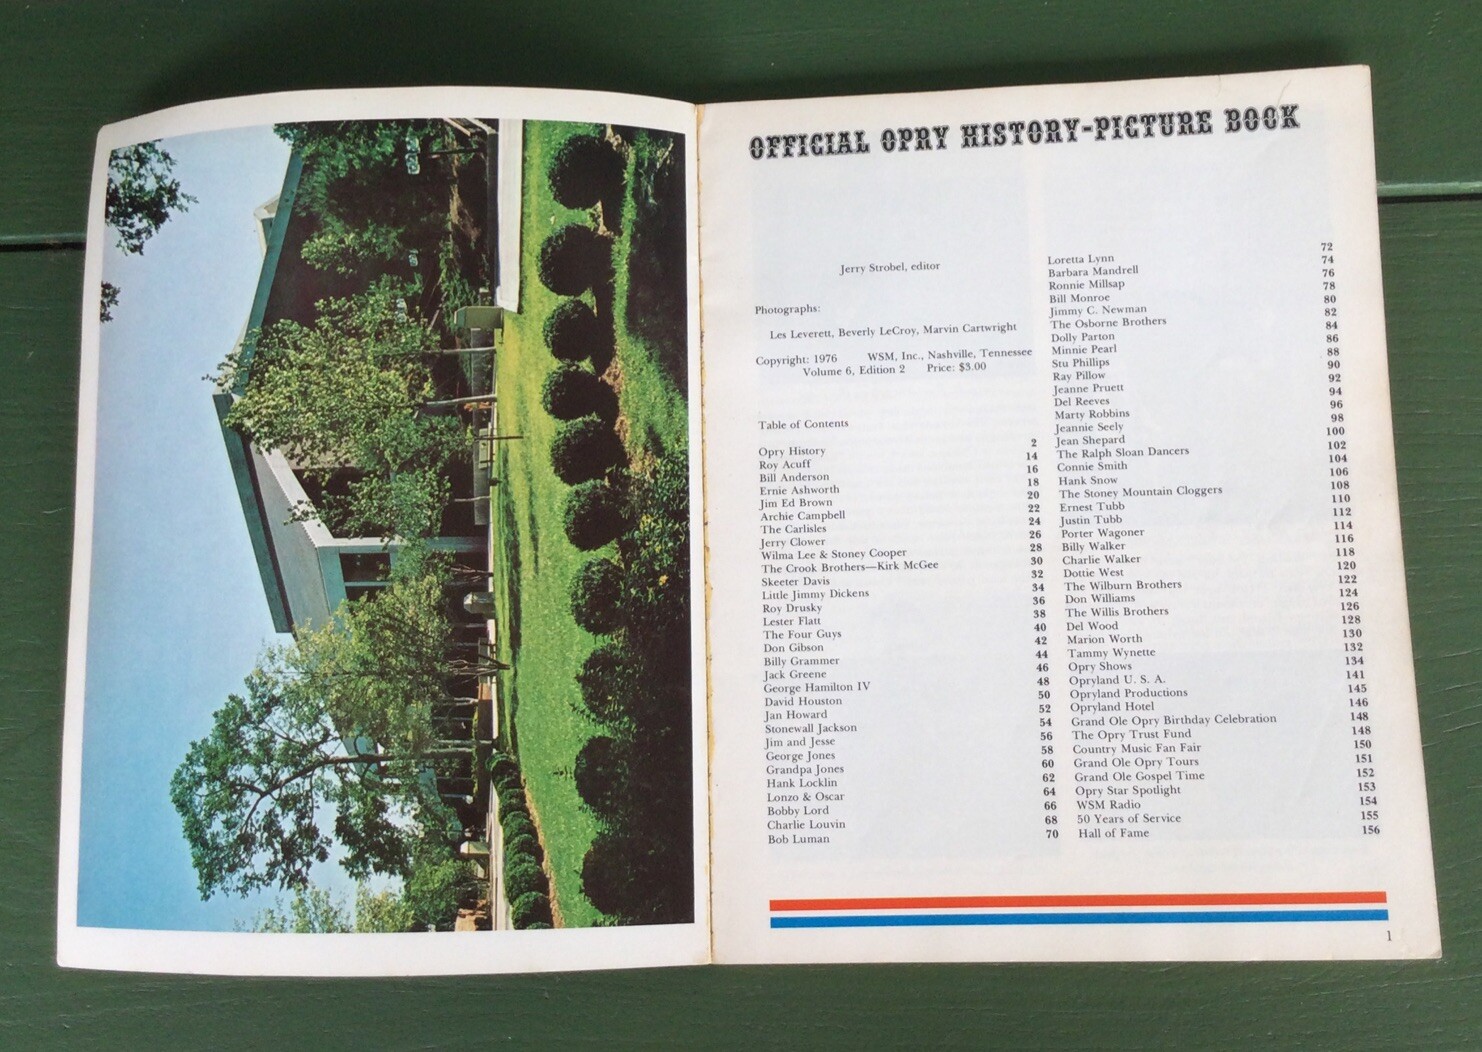 OFFICIAL OPRY HISTORY-PICTURE BOOK
Jerry Strobel, editor
Photographs:
Les Leverett, Beverly LeCroy, Marvin Cartwright
Copyright: 1976 WSM, Inc., Nashville, Tennessee
Volume 6, Edition 2 Price: $3.00
Table of Contents
Opry History 2
Roy Acuff 14
Bill Anderson 16
Ernie Ashworth 18
Jim Ed Brown 20
Archie Campbell 22
The Carlisles 24
Jerry Clower 26
Wilma Lee & Stoney Cooper 28
The Crook Brothers—Kirk McGee 30
Skeeter Davis 32
Little Jimmy Dickens 34
Roy Drusky 36
Lester Flatt 38
The Four Guys 40
Don Gibson 42
Billy Grammer 44
Jack Greene 46
George Hamilton IV 48
David Houston 50
Jan Howard 52
Stonewall Jackson 54
Jim and Jesse 56
George Jones 58
Grandpa Jones 60
Hank Locklin 62
Lonzo & Oscar 64
Bobby Lord 66
Charlie Louvin 68
Bob Luman 70
Loretta Lynn 72
Barbara Mandrell 74
Ronnie Millsap 76
Bill Monroe 78
Jimmy C. Newman 80
The Osborne Brothers 82
Dolly Parton 84
Minnie Pearl 86
Stu Phillips 88
Ray Pillow 90
Jeanne Pruett 92
Del Reeves 94
Marty Robbins 96
Jeannie Seely 98
Jean Shepard 100
The Ralph Sloan Dancers 102
Connie Smith 104
Hank Snow 106
The Stoney Mountain Cloggers 108
Ernest Tubb 110
Justin Tubb 112
Porter Wagoner 114
Billy Walker 116
Charlie Walker 118
Dottie West 120
The Wilburn Brothers 122
Don Williams 124
The Willis Brothers 126
Del Wood 128
Marion Worth 130
Tammy Wynette 132
Opry Shows 134
Opryland U. S. A. 141
Opryland Productions 145
Opryland Hotel 146
Grand Ole Opry Birthday Celebration 148
The Opry Trust Fund 148
Country Music Fan Fair 150
Grand Ole Opry Tours 151
Grand Ole Gospel Time 152
Opry Star Spotlight 153
WSM Radio 154
50 Years of Service 155
Hall of Fame 156
1